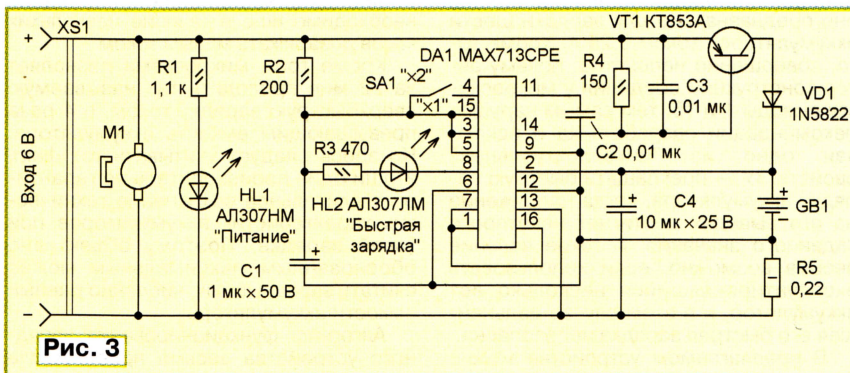 XS1
+
Вход 6 В
−
M1
R1
1,1 к
HL1
АЛ307НМ
"Питание"
R2
200
R3 470
HL2 АЛ307ЛМ
"Быстрая
зарядка"
C1
1 мк × 50 В
+
SA1 "x2"
"x1"
DA1 MAX713CPE
4
15
3
5
8
6
7
1
11
14
9
2
12
16
C2 0,01 мк
R4
150
C3
0,01 мк
VT1 КТ853А
VD1
1N5822
+
C4
10 мк × 25 В
+
GB1
−
R5
0,22
Рис. 3